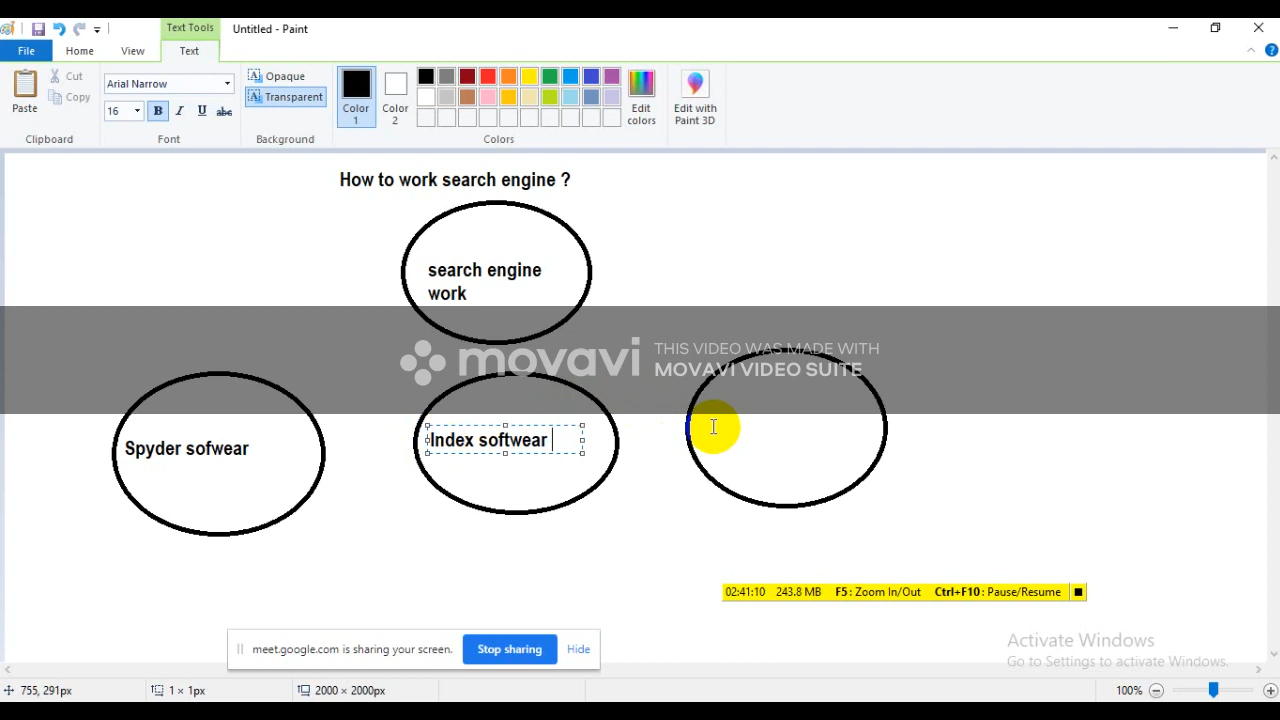 Text Tools
Untitled - Paint
File
Home
View
Text
Paste
Cut
Copy
Clipboard
Arial Narrow
16
B I U abc
Font
Opaque
Transparent
Background
Color 1
Color 2
Edit colors
Colors
Edit with Paint 3D
How to work search engine ?
search engine
work
movavi
THIS VIDEO WAS MADE WITH
MOVAVI VIDEO SUITE
Spyder sofwear
Index softwear
02:41:10 243.8 MB F5: Zoom In/Out Ctrl+F10: Pause/Resume
meet.google.com is sharing your screen.
Stop sharing
Hide
Activate Windows
Go to Settings to activate Windows.
755, 291px
1 × 1px
2000 × 2000px
100%